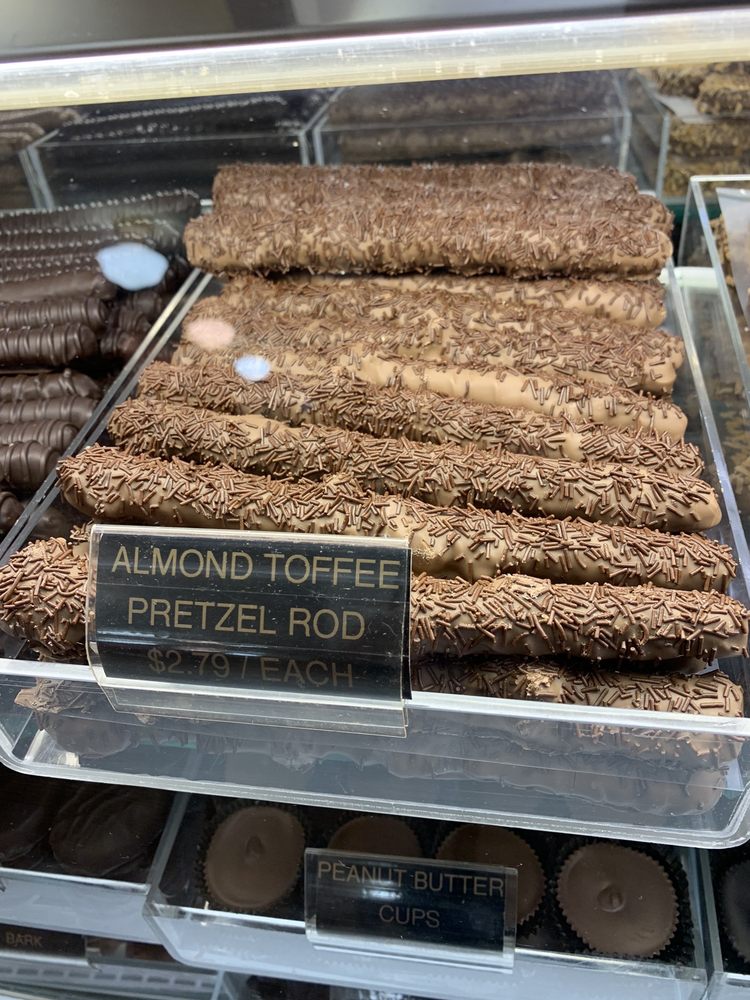 ALMOND TOFFEE
PRETZEL ROD
$2.79 / EACH
PEANUT BUTTER
CUPS
BARK